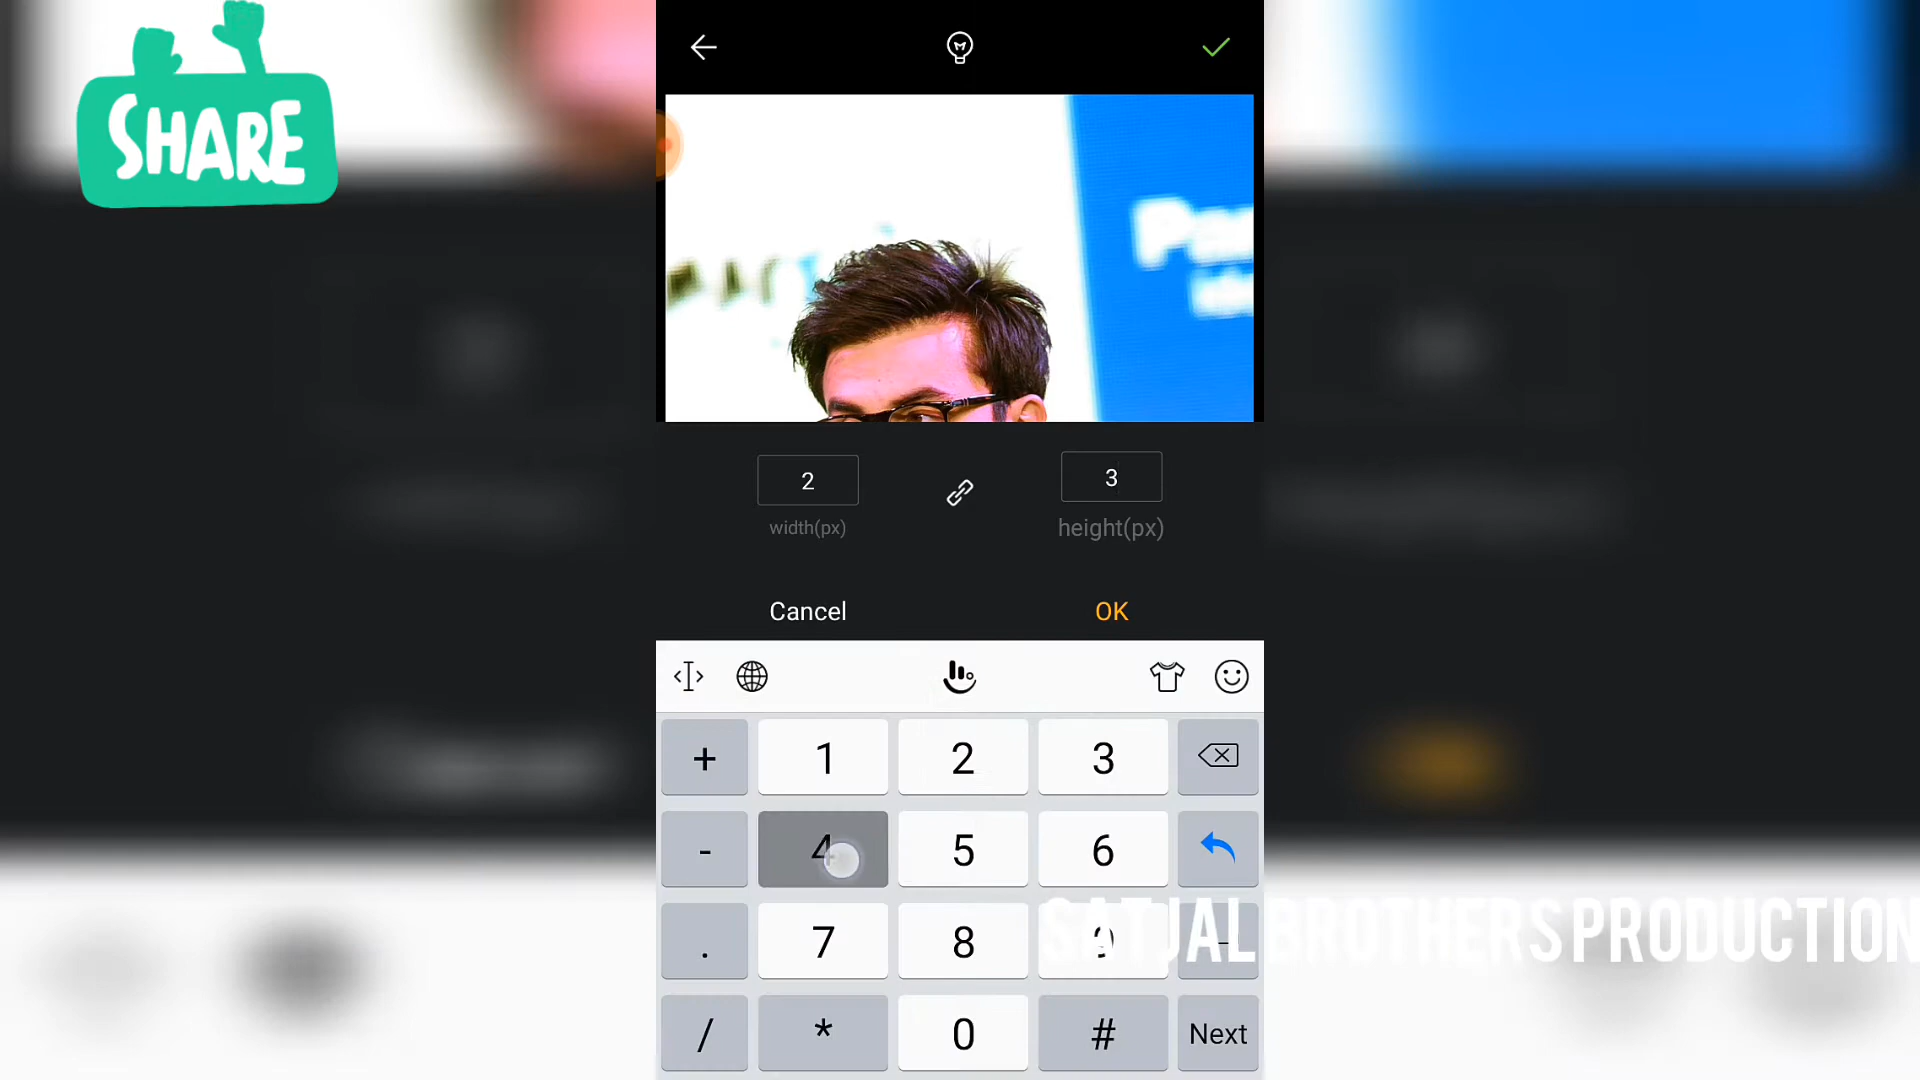 SHARE
Pa
2
3
width(px)
height(px)
Cancel
OK
+ 1 2 3
- 4 5 6
. 7 8 9
SATJAL BROTHERS PRODUCTION
/ * 0 # Next